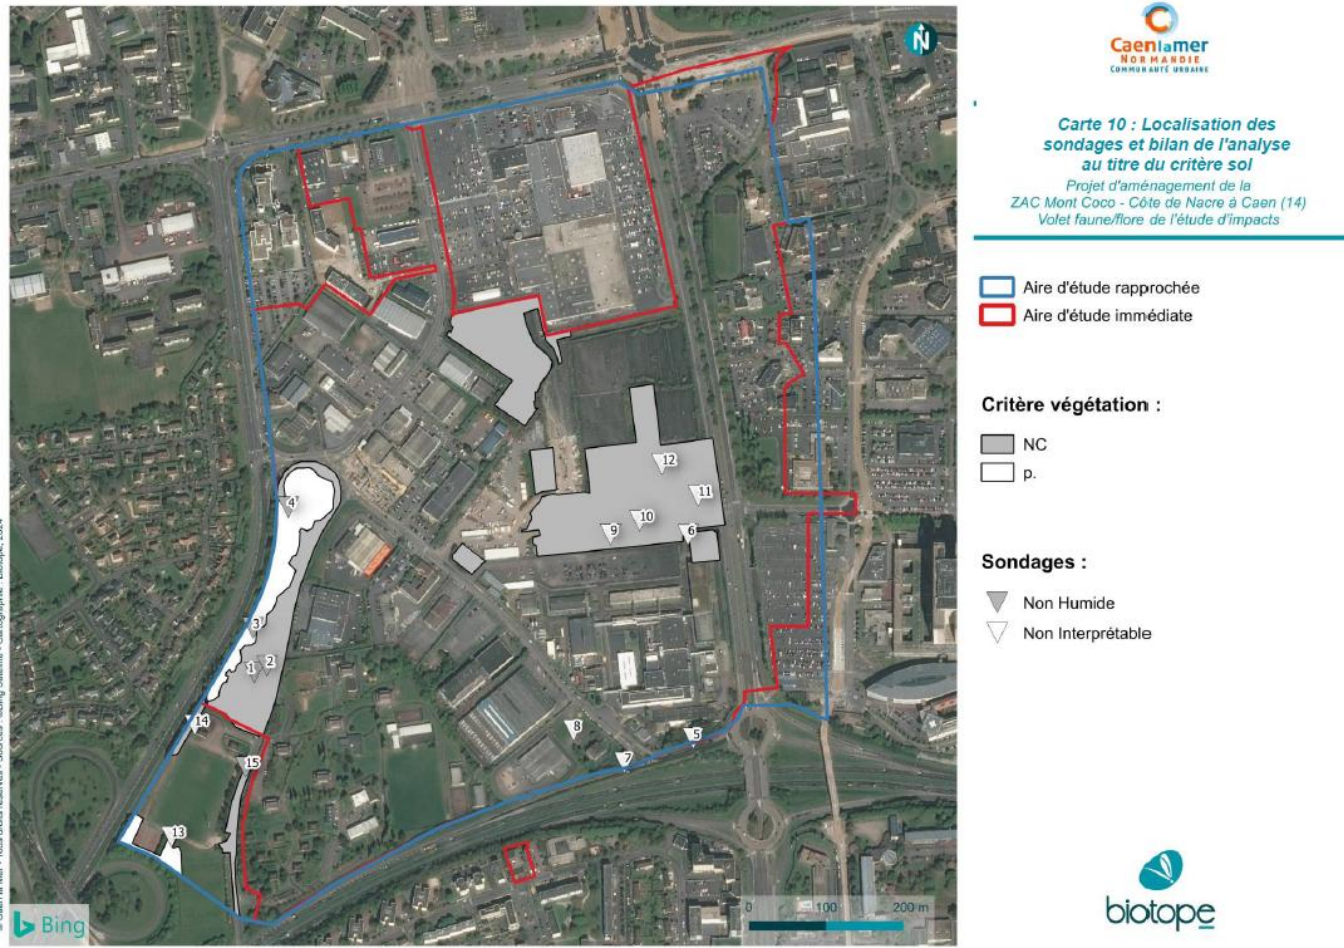 Caenlamer
NORMANDIE
COMMUNAUTÉ URBAINE
Carte 10 : Localisation des
sondages et bilan de l'analyse
au titre du critère sol
Projet d'aménagement de la
ZAC Mont Coco - Côte de Nacre à Caen (14)
Volet faune/flore de l'étude d'impacts
Aire d'étude rapprochée
Aire d'étude immédiate
Critère végétation :
NC
p.
Sondages :
Non Humide
Non Interprétable
biotope
N
12
11
10
9
6
4
3
1
2
14
15
13
8
7
5
0 100 200 m
Bing